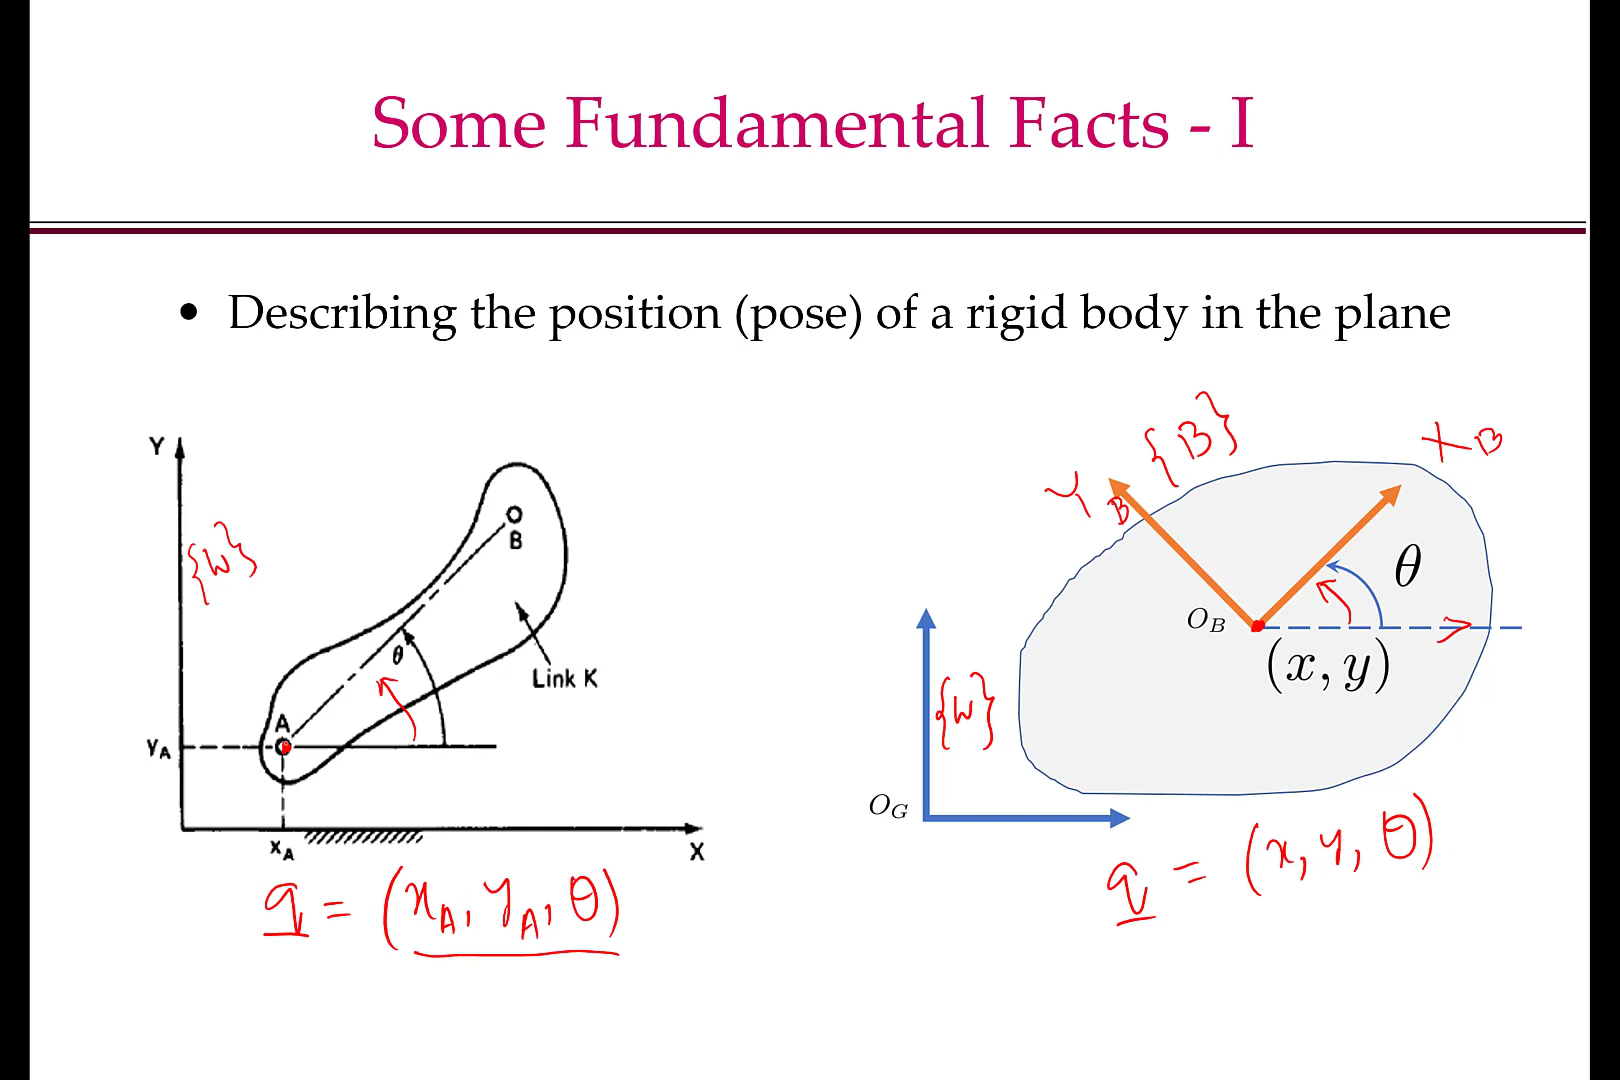 Some Fundamental Facts - I
• Describing the position (pose) of a rigid body in the plane
Y
{W}
B
θ
Link K
A
Y_A
X_A
X
q = (x_A, y_A, θ)
{B}
X_B
Y_B
θ
O_B
(x, y)
{W}
O_G
q = (x, y, θ)